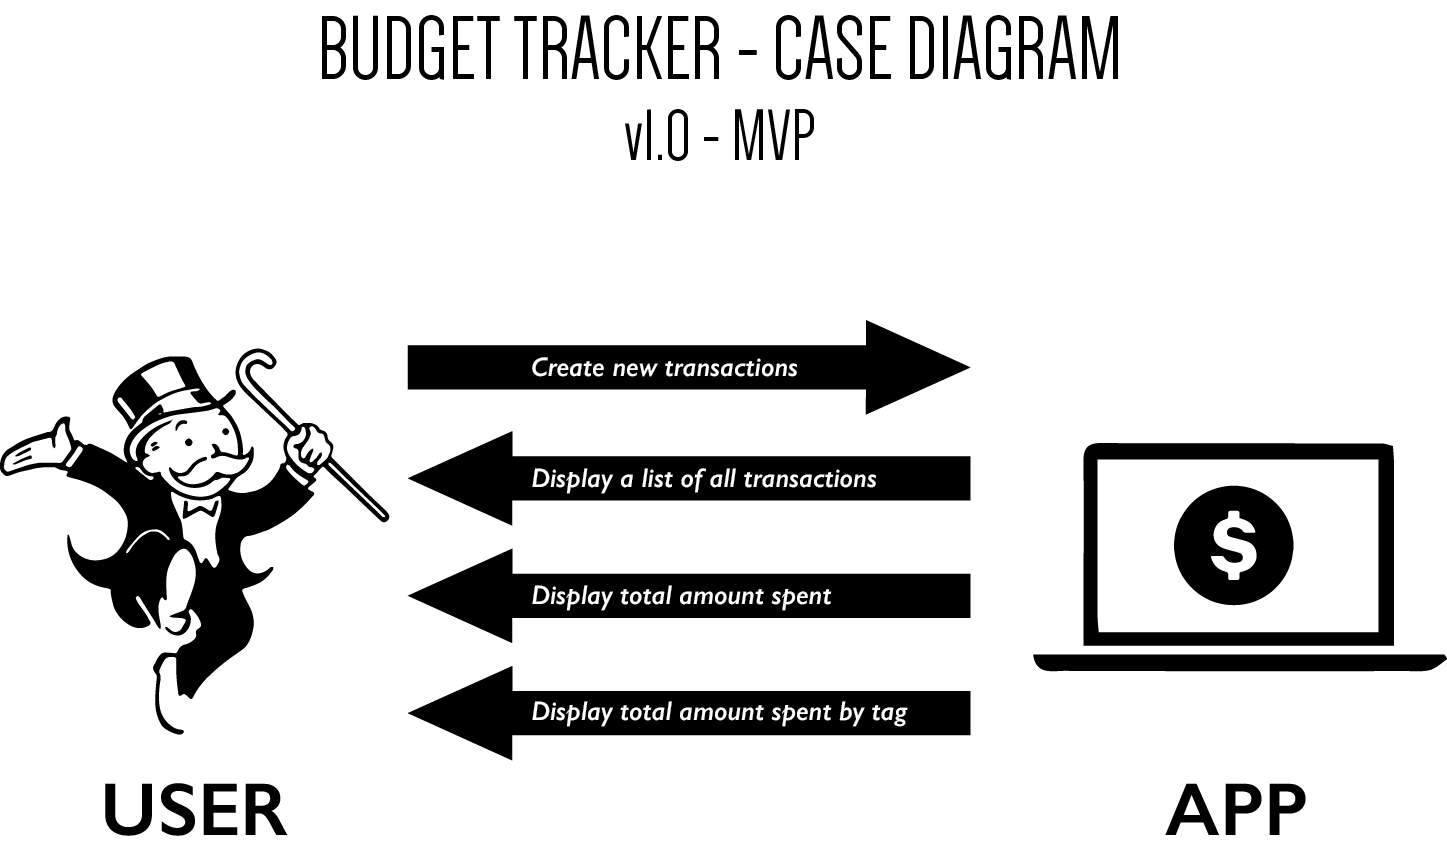 BUDGET TRACKER - CASE DIAGRAM
v1.0 - MVP
Create new transactions
Display a list of all transactions
Display total amount spent
Display total amount spent by tag
$
USER
APP